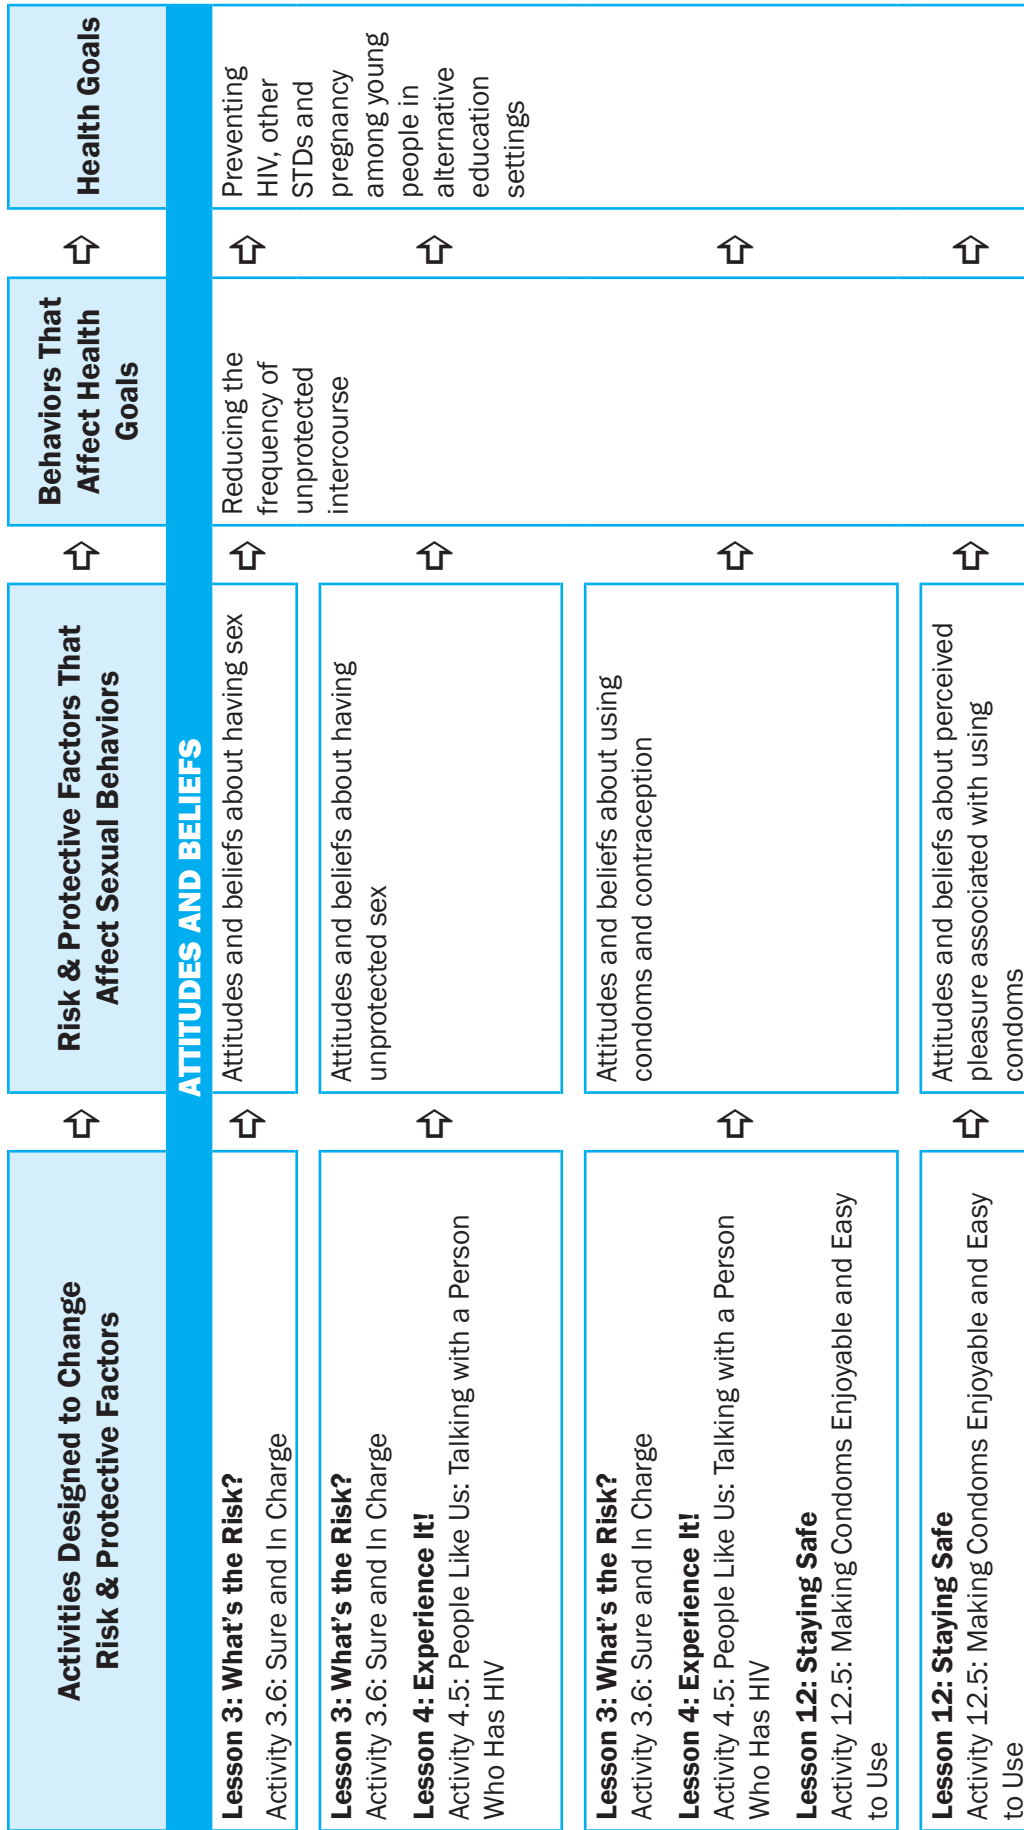 Activities Designed to Change
Risk & Protective Factors
Risk & Protective Factors That
Affect Sexual Behaviors
Behaviors That
Affect Health
Goals
Health Goals
ATTITUDES AND BELIEFS
Lesson 3: What's the Risk?
Activity 3.6: Sure and In Charge
Attitudes and beliefs about having sex
Reducing the
frequency of
unprotected
intercourse
Preventing
HIV, other
STDs and
pregnancy
among young
people in
alternative
education
settings
Lesson 3: What's the Risk?
Activity 3.6: Sure and In Charge
Lesson 4: Experience It!
Activity 4.5: People Like Us: Talking with a Person
Who Has HIV
Attitudes and beliefs about having
unprotected sex
Lesson 3: What's the Risk?
Activity 3.6: Sure and In Charge
Lesson 4: Experience It!
Activity 4.5: People Like Us: Talking with a Person
Who Has HIV
Lesson 12: Staying Safe
Activity 12.5: Making Condoms Enjoyable and Easy
to Use
Attitudes and beliefs about using
condoms and contraception
Lesson 12: Staying Safe
Activity 12.5: Making Condoms Enjoyable and Easy
to Use
Attitudes and beliefs about perceived
pleasure associated with using
condoms